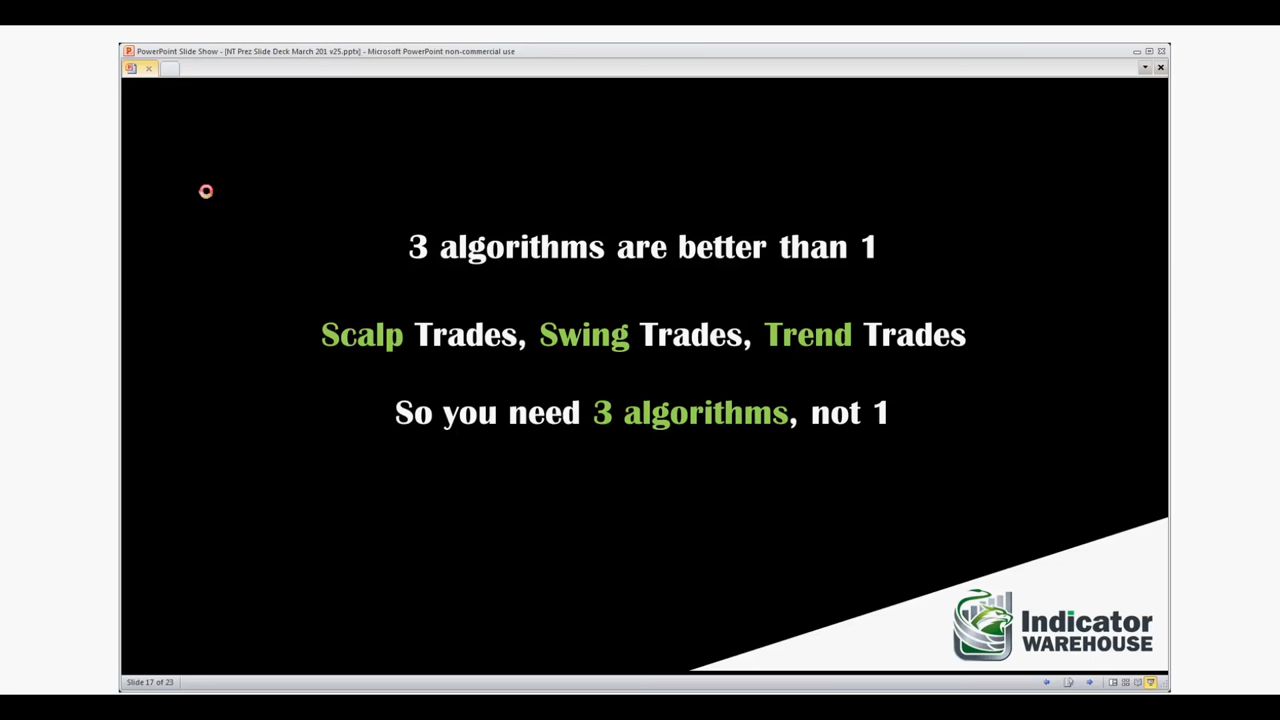 PowerPoint Slide Show - [NT Prez Slide Deck March 201 v25.pptx] - Microsoft PowerPoint non-commercial use
3 algorithms are better than 1
Scalp Trades, Swing Trades, Trend Trades
So you need 3 algorithms, not 1
Indicator
WAREHOUSE
Slide 17 of 23